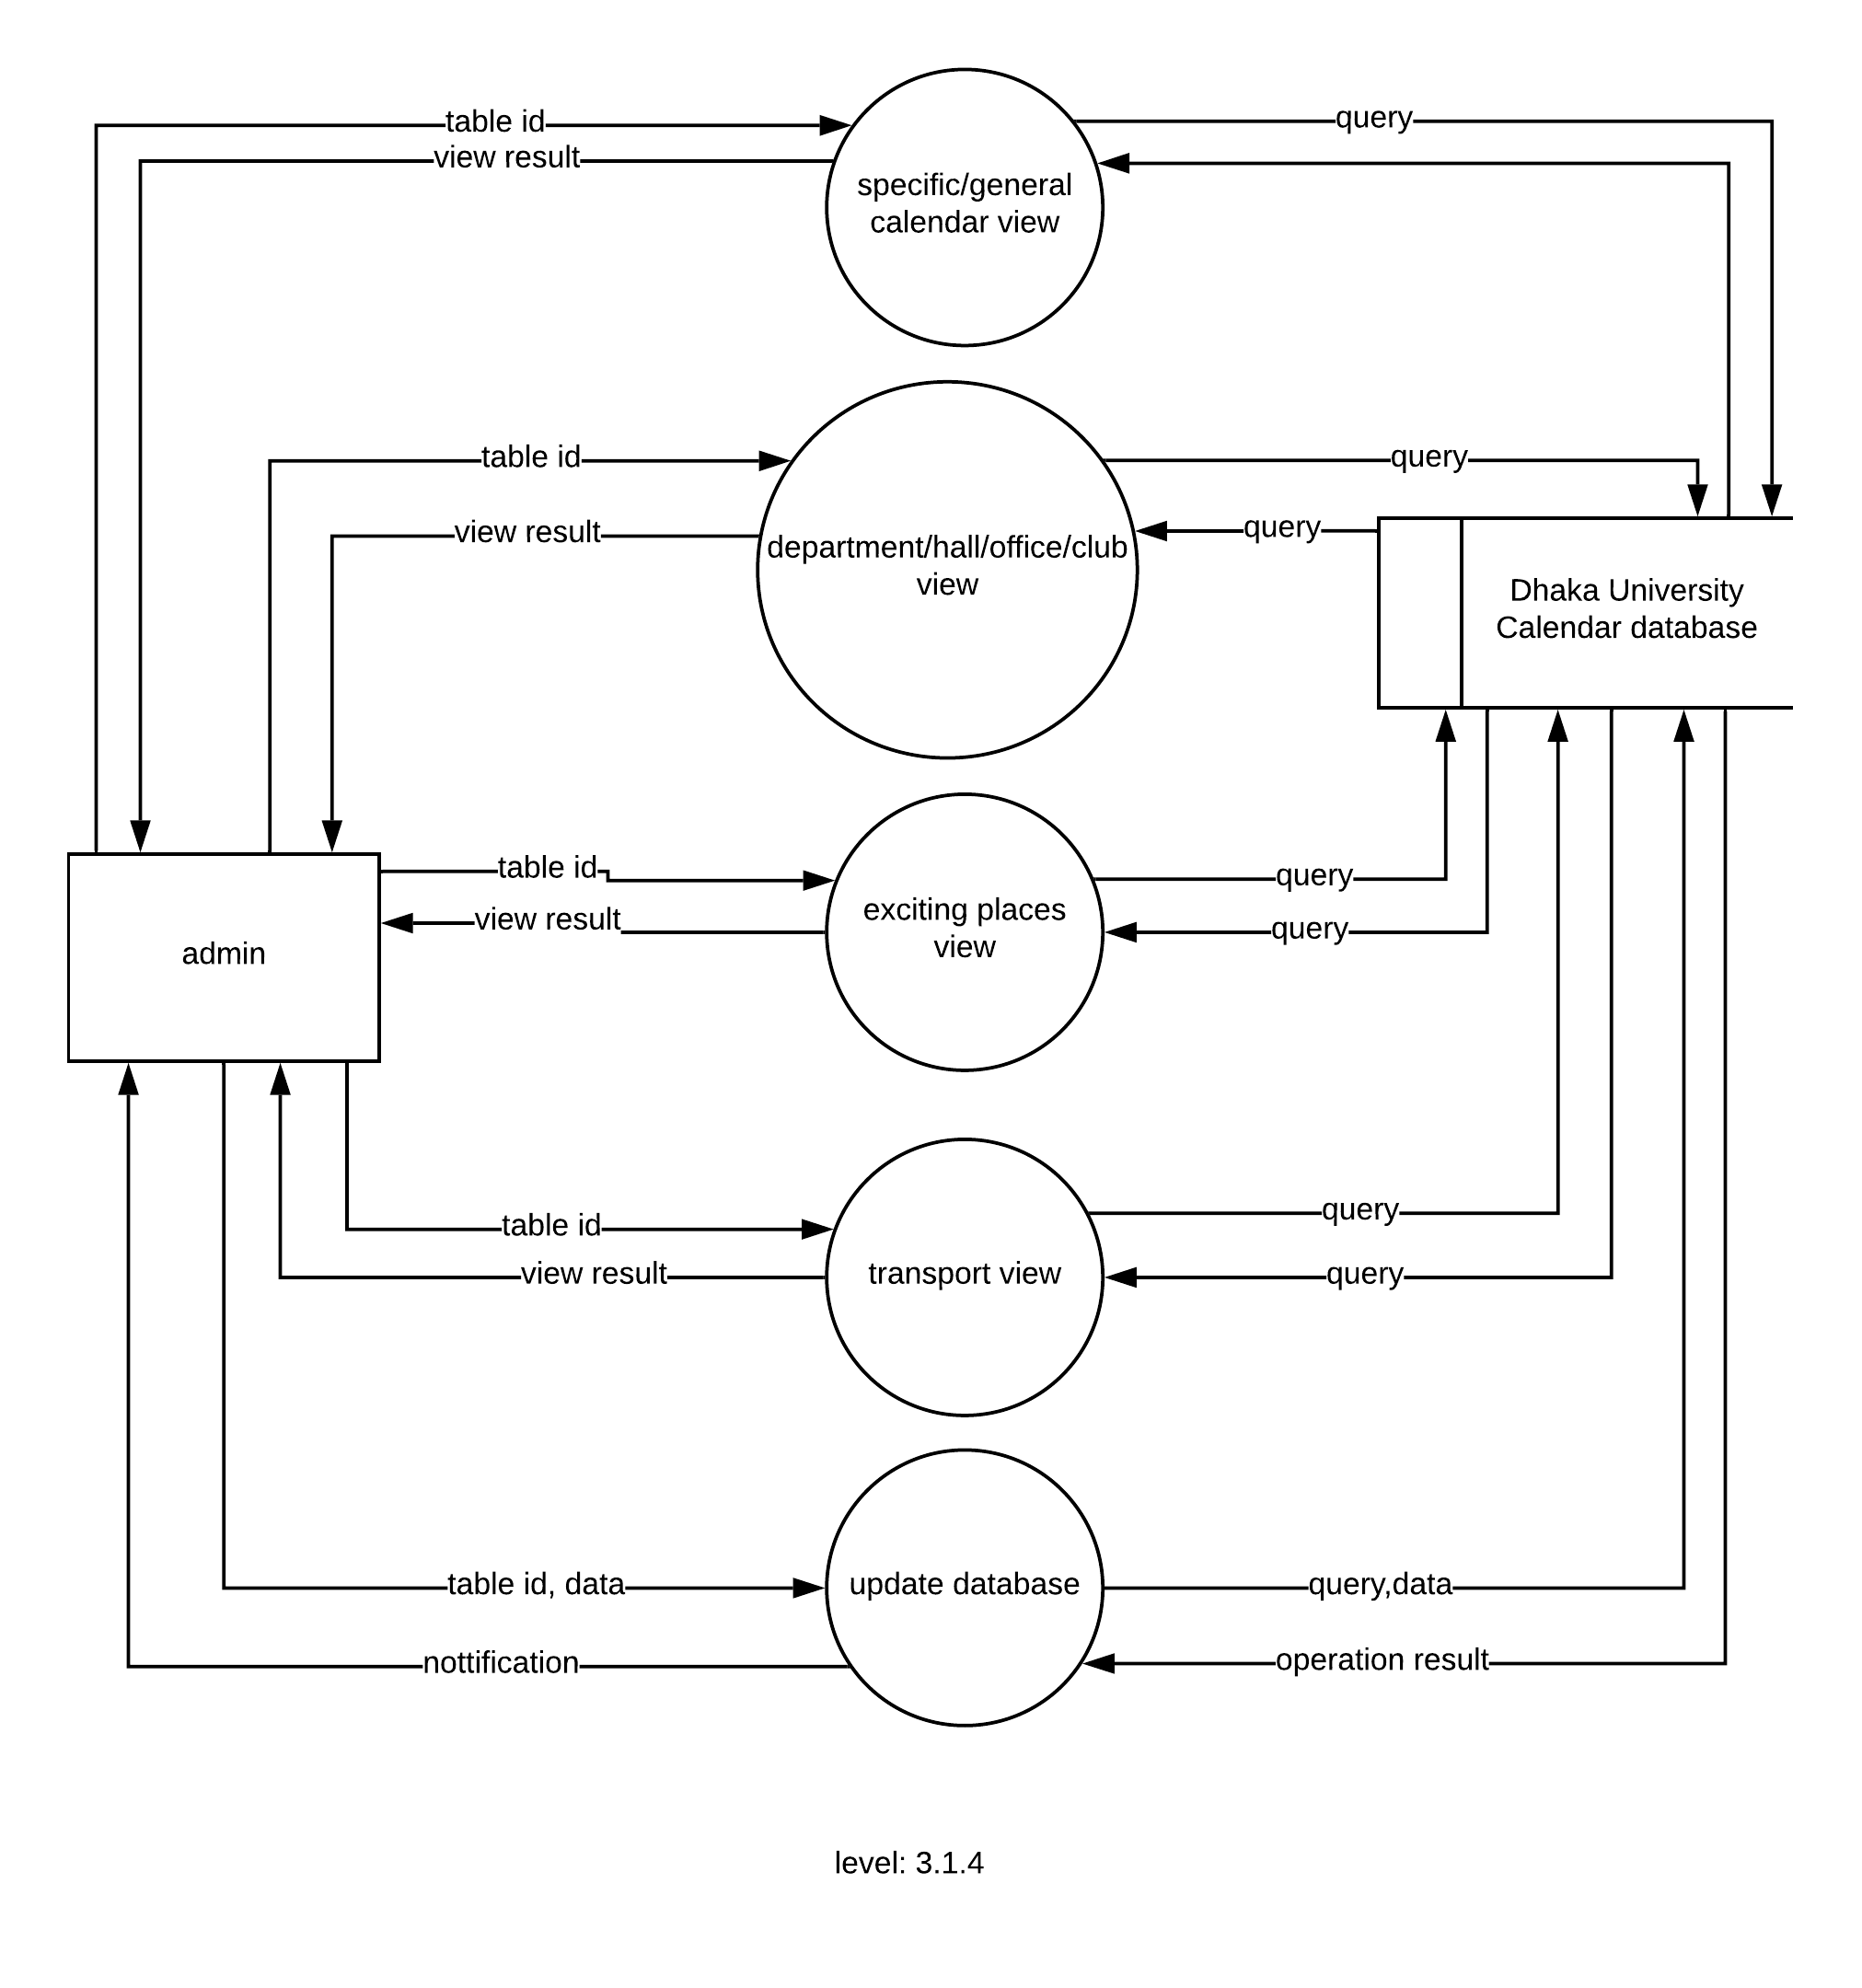 table id
query
view result
specific/general
calendar view
table id
query
view result
query
department/hall/office/club
view
Dhaka University
Calendar database
table id
query
view result
query
exciting places
view
admin
table id
query
view result
query
transport view
table id, data
query,data
update database
nottification
operation result
level: 3.1.4